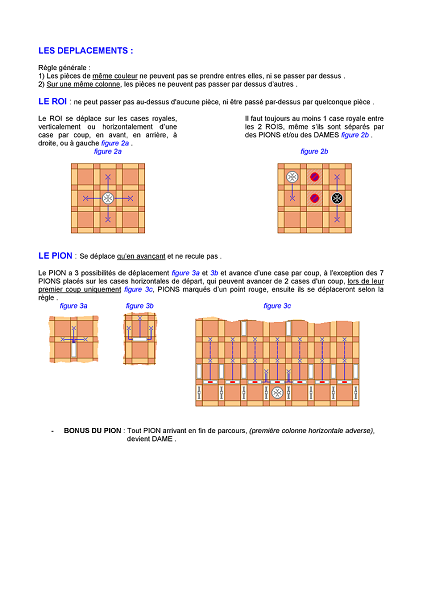 LES DEPLACEMENTS :
Règle générale :
1) Les pièces de même couleur ne peuvent pas se prendre entres elles, ni se passer par dessus .
2) Sur une même colonne, les pièces ne peuvent pas passer par dessus d'autres .
LE ROI : ne peut passer pas au-dessus d'aucune pièce, ni être passé par-dessus par quelconque pièce .
Le ROI se déplace sur les cases royales,
verticalement ou horizontalement d'une
case par coup, en avant, en arrière, à
droite, ou à gauche figure 2a .
figure 2a
Il faut toujours au moins 1 case royale entre
les 2 ROIS, même s'ils sont séparés par
des PIONS et/ou des DAMES figure 2b .
figure 2b
LE PION : Se déplace qu'en avançant et ne recule pas .
Le PION a 3 possibilités de déplacement figure 3a et 3b et avance d'une case par coup, à l'exception des 7
PIONS placés sur les cases horizontales de départ, qui peuvent avancer de 2 cases d'un coup, lors de leur
premier coup uniquement figure 3c, PIONS marqués d'un point rouge, ensuite ils se déplaceront selon la
règle .
figure 3a figure 3b figure 3c
- BONUS DU PION : Tout PION arrivant en fin de parcours, (première colonne horizontale adverse),
devient DAME .